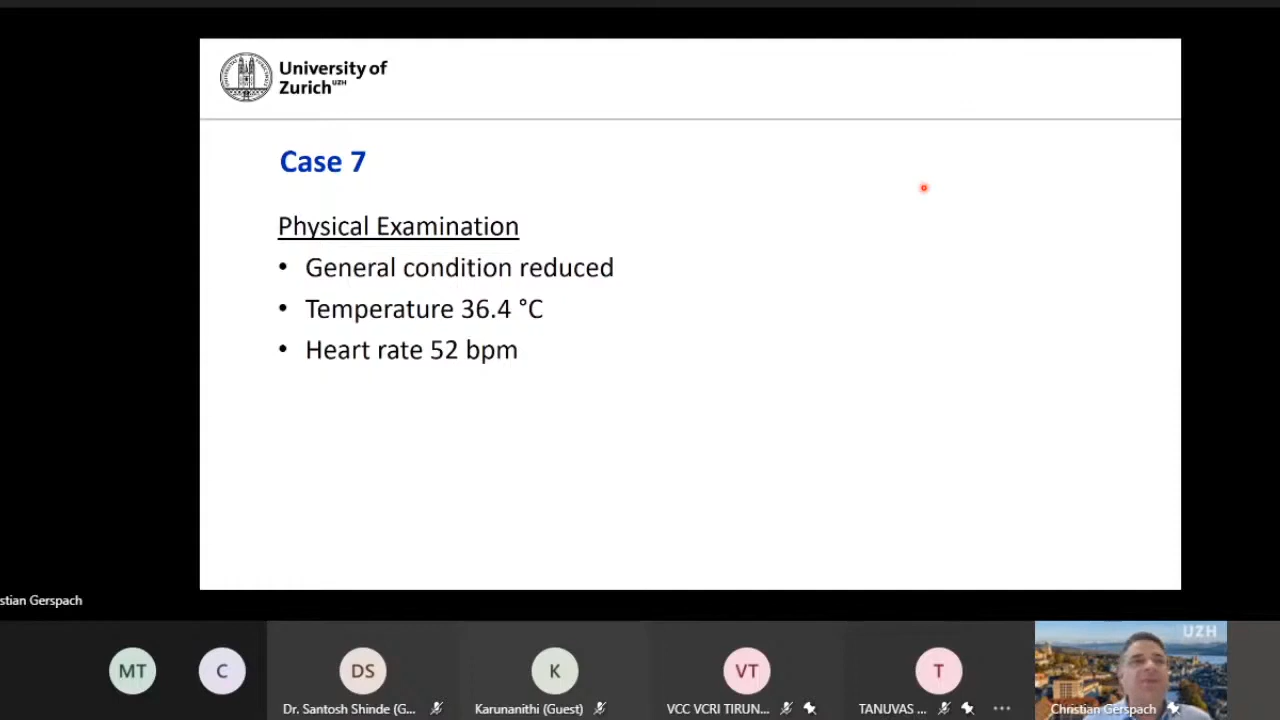 University of
Zurich UZH
Case 7
Physical Examination
• General condition reduced
• Temperature 36.4 °C
• Heart rate 52 bpm
stian Gerspach
UZH
MT
C
DS
K
VT
T
Dr. Santosh Shinde (G...
Karunanithi (Guest)
VCC VCRI TIRUN...
TANUVAS ...
Christian Gerspach